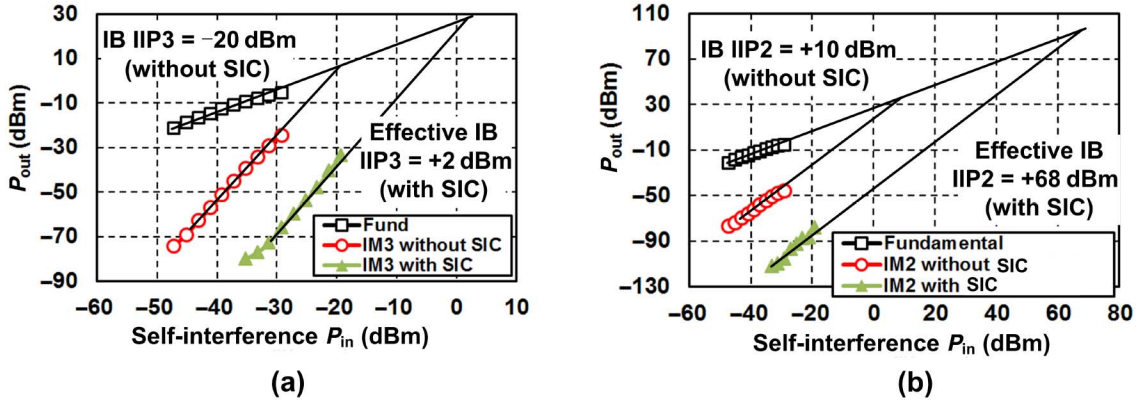 30
10
−10
−30
−50
−70
−90
P_out (dBm)
IB IIP3 = −20 dBm
(without SIC)
Effective IB
IIP3 = +2 dBm
(with SIC)
Fund
IM3 without SIC
IM3 with SIC
−60 −50 −40 −30 −20 −10 0 10
Self-interference P_in (dBm)
(a)
110
70
30
−10
−50
−90
−130
P_out (dBm)
IB IIP2 = +10 dBm
(without SIC)
Effective IB
IIP2 = +68 dBm
(with SIC)
Fundamental
IM2 without SIC
IM2 with SIC
−60 −40 −20 0 20 40 60 80
Self-interference P_in (dBm)
(b)